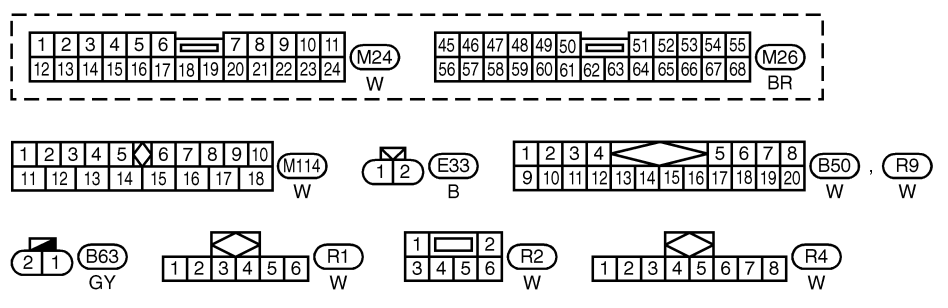 1 2 3 4 5 6 7 8 9 10 11 M24 45 46 47 48 49 50 51 52 53 54 55 M26
12 13 14 15 16 17 18 19 20 21 22 23 24 W 56 57 58 59 60 61 62 63 64 65 66 67 68 BR
1 2 3 4 5 6 7 8 9 10 M114 1 2 E33 1 2 3 4 5 6 7 8 B50 , R9
11 12 13 14 15 16 17 18 W B 9 10 11 12 13 14 15 16 17 18 19 20 W W
2 1 B63 R1 1 2 R2 R4
GY 1 2 3 4 5 6 W 3 4 5 6 W 1 2 3 4 5 6 7 8 W